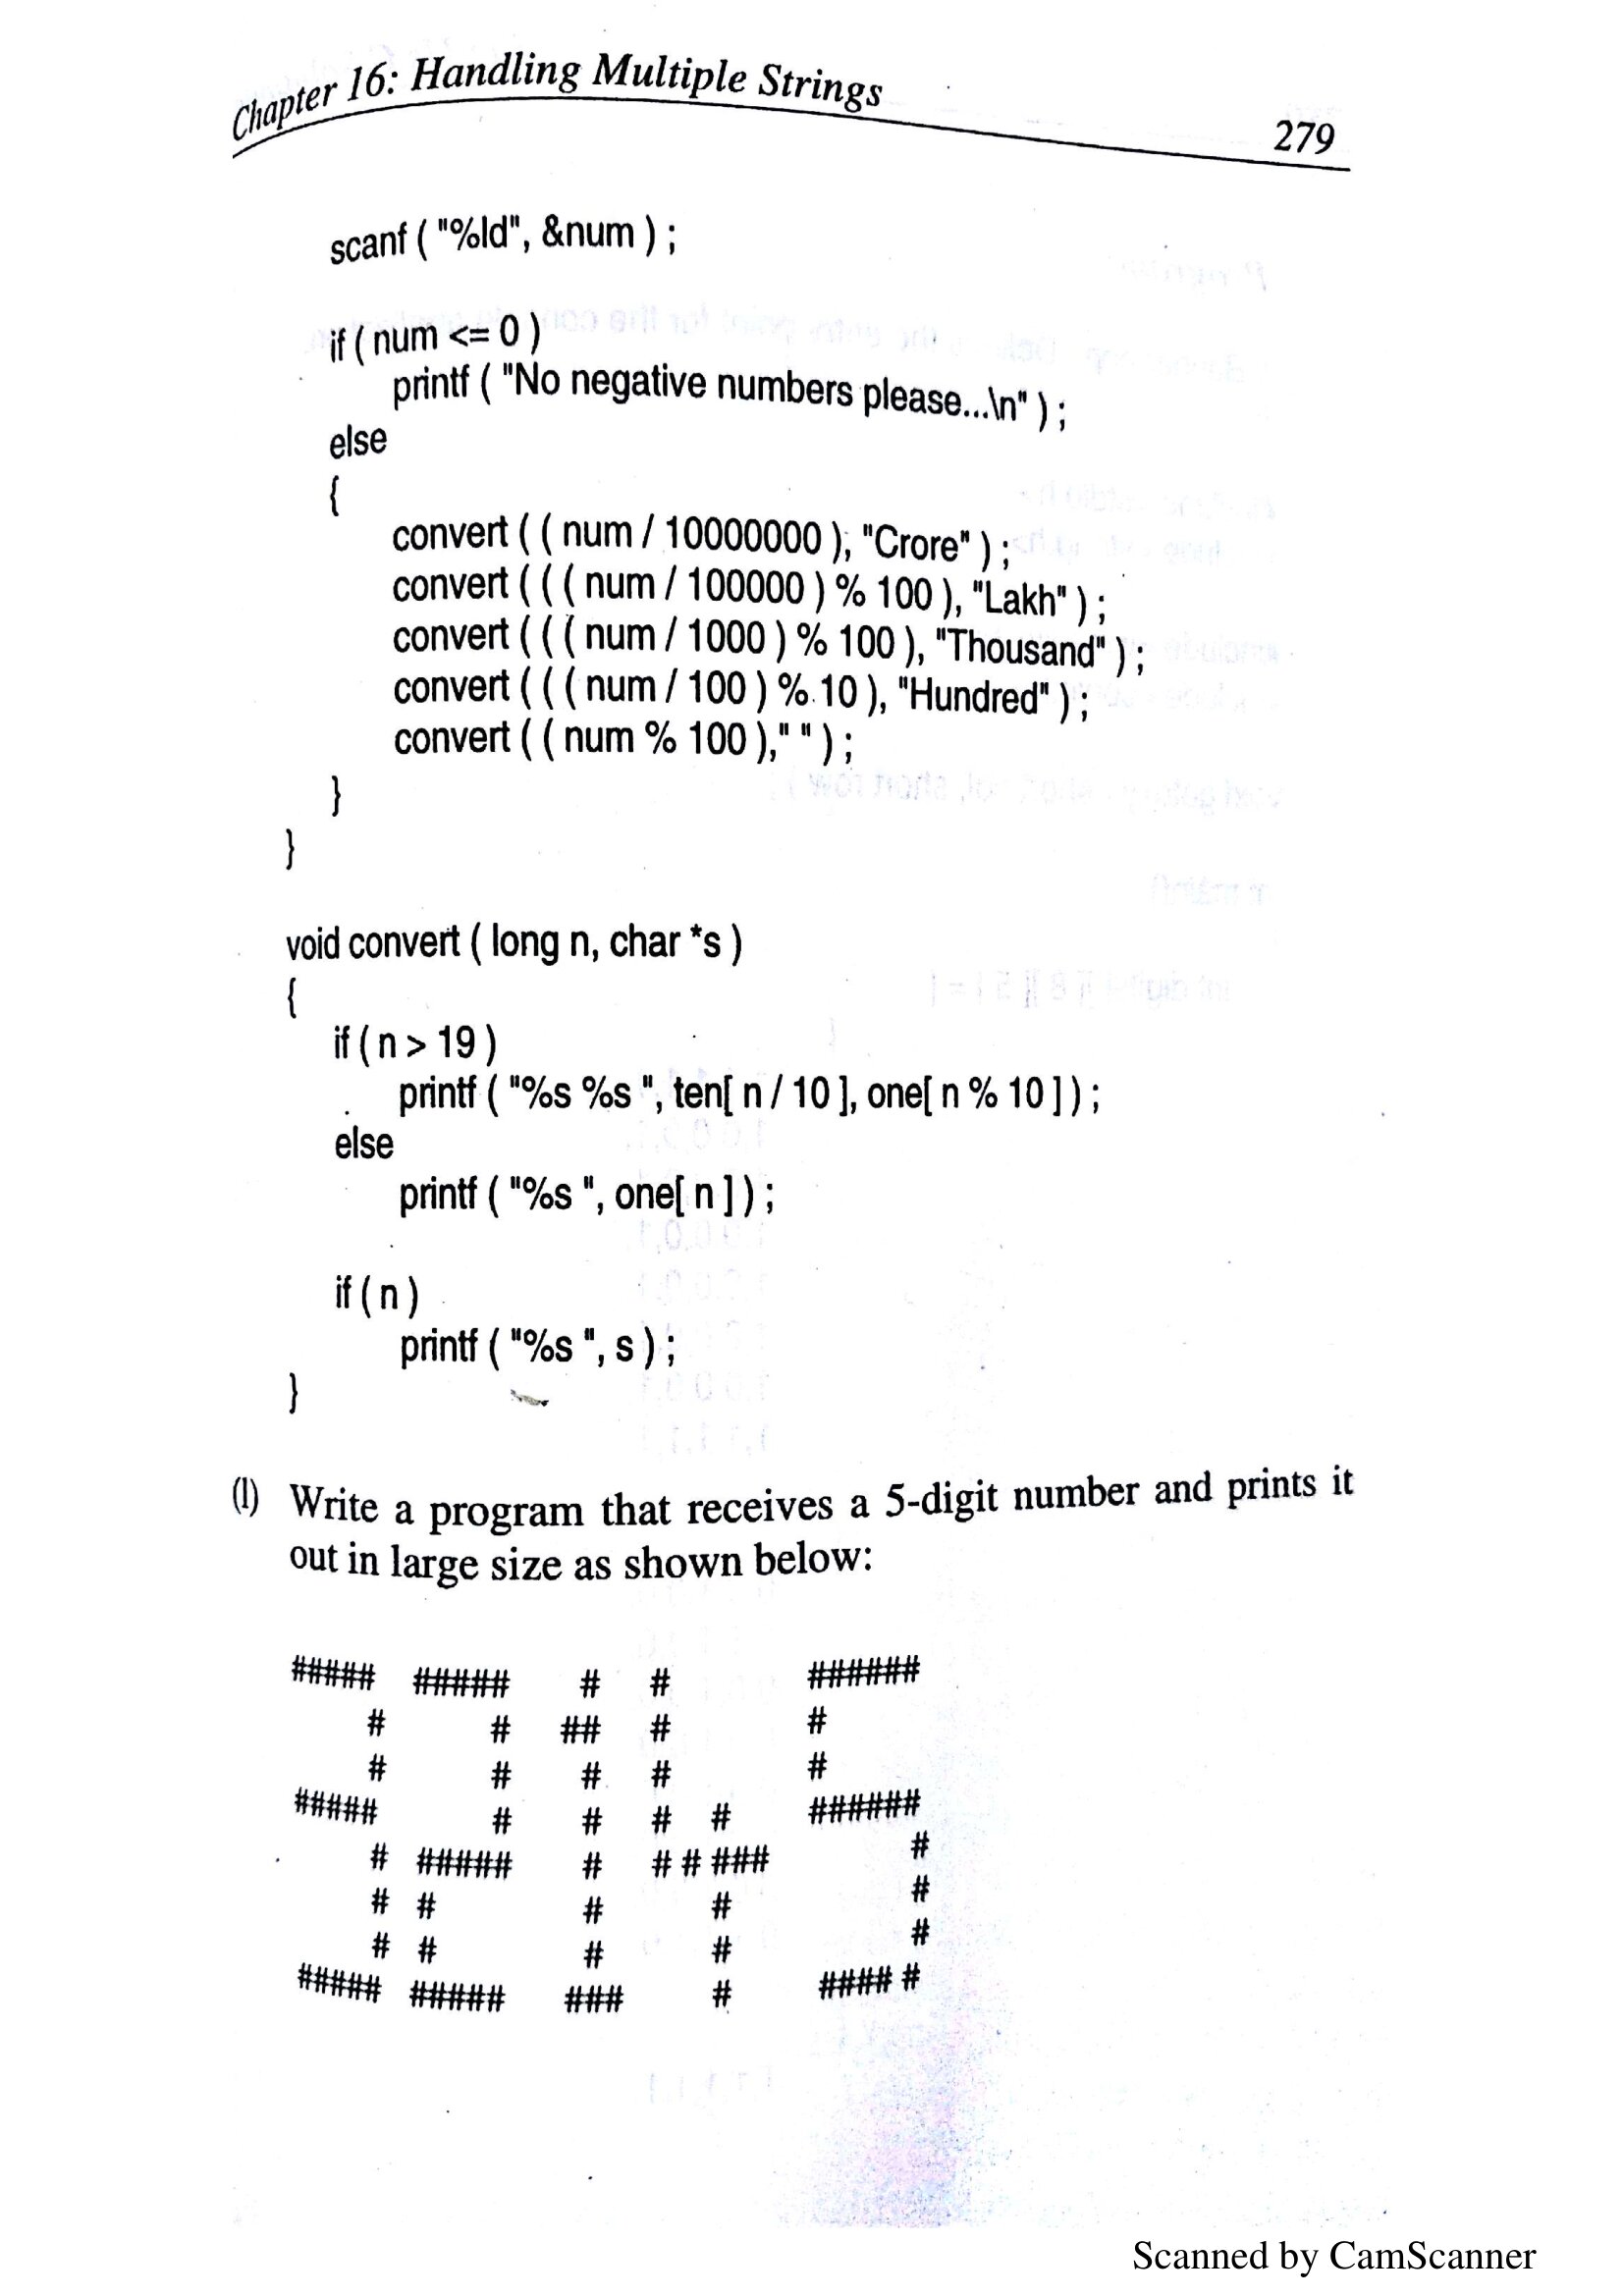 Chapter 16: Handling Multiple Strings
279
scanf ( "%ld", &num ) ;
if ( num <= 0 )
printf ( "No negative numbers please...\n" ) ;
else
{
convert ( ( num / 10000000 ), "Crore" ) ;
convert ( ( ( num / 100000 ) % 100 ), "Lakh" ) ;
convert ( ( ( num / 1000 ) % 100 ), "Thousand" ) ;
convert ( ( ( num / 100 ) % 10 ), "Hundred" ) ;
convert ( ( num % 100 )," " ) ;
}
}
void convert ( long n, char *s )
{
if ( n > 19 )
printf ( "%s %s ", ten[ n / 10 ], one[ n % 10 ] ) ;
else
printf ( "%s ", one[ n ] ) ;
if ( n )
printf ( "%s ", s ) ;
}
(l) Write a program that receives a 5-digit number and prints it
out in large size as shown below:
##### ##### # # ######
# # ## # #
# # # # #
##### # # # # ######
# ##### # # # ### #
# # # # #
# # # # #
##### ##### ### # #### #
Scanned by CamScanner